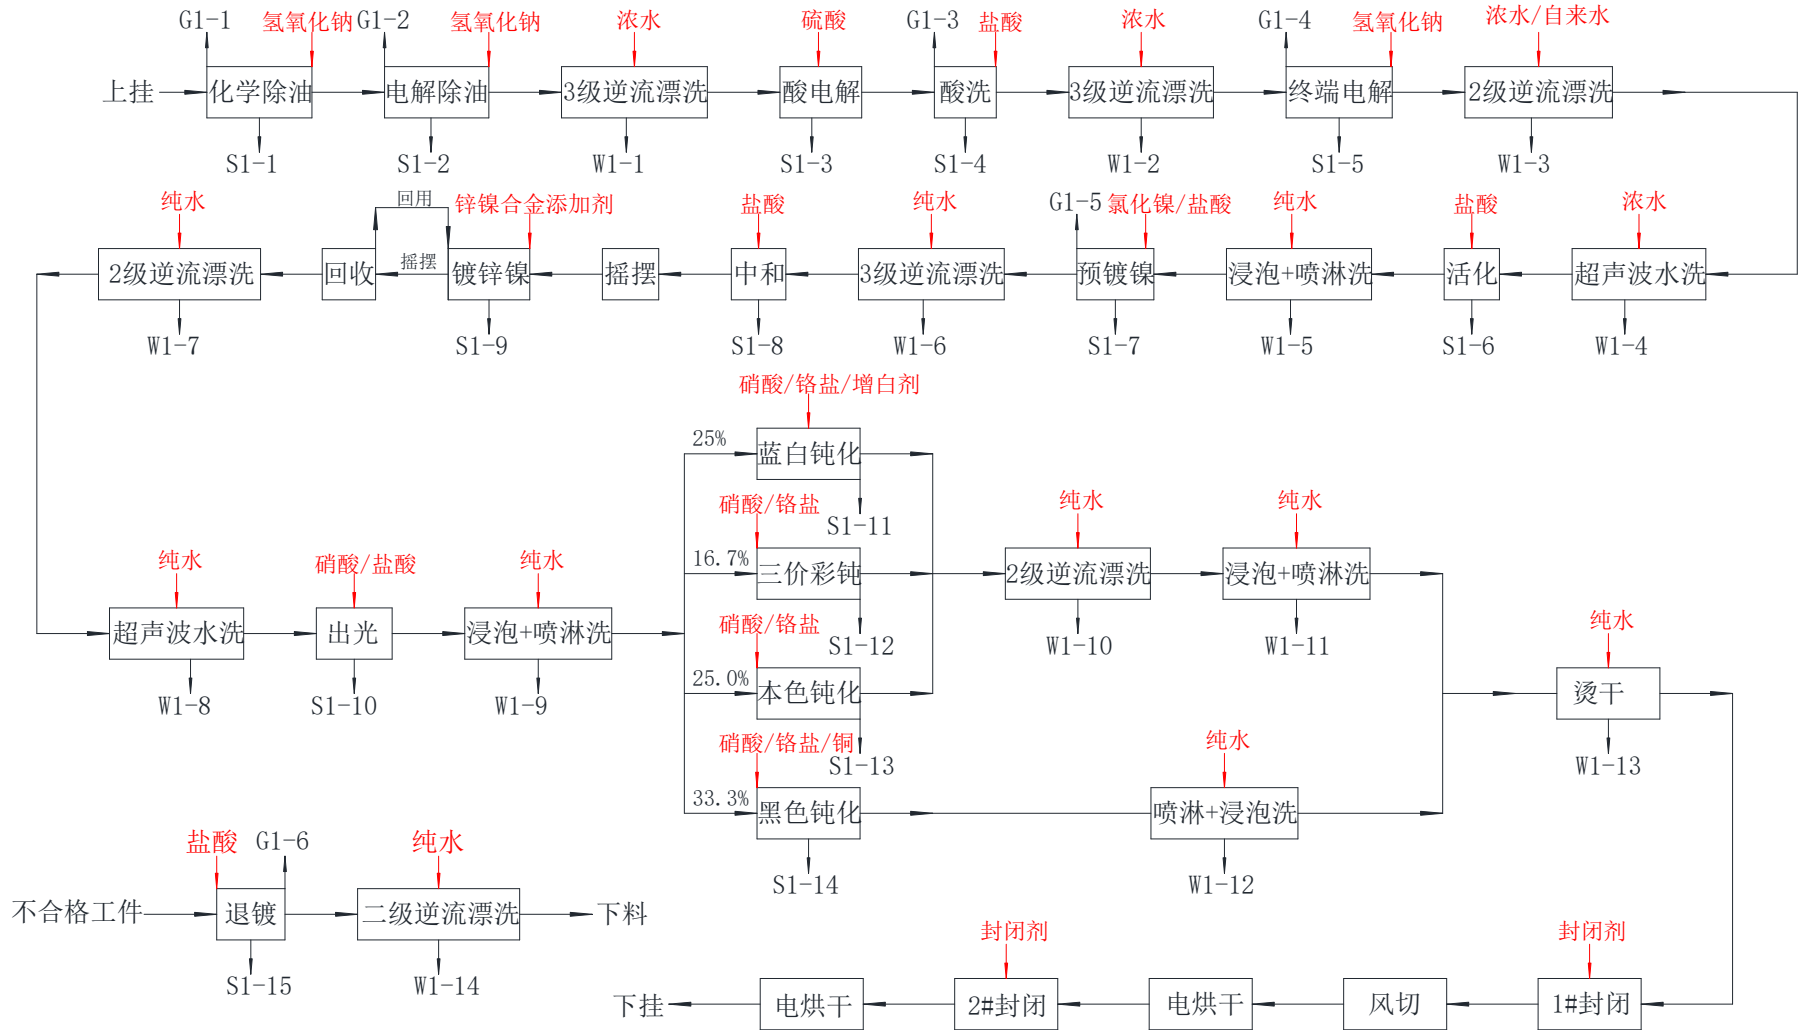 G1-1 氢氧化钠 G1-2 氢氧化钠 浓水 硫酸 G1-3 盐酸 浓水 G1-4 氢氧化钠 浓水/自来水
上挂 化学除油 电解除油 3级逆流漂洗 酸电解 酸洗 3级逆流漂洗 终端电解 2级逆流漂洗
S1-1 S1-2 W1-1 S1-3 S1-4 W1-2 S1-5 W1-3
纯水 回用 锌镍合金添加剂 盐酸 纯水 G1-5 氯化镍/盐酸 纯水 盐酸 浓水
2级逆流漂洗 回收 摇摆 镀锌镍 摇摆 中和 3级逆流漂洗 预镀镍 浸泡+喷淋洗 活化 超声波水洗
W1-7 S1-9 S1-8 W1-6 S1-7 W1-5 S1-6 W1-4
硝酸/铬盐/增白剂
25% 蓝白钝化
S1-11
硝酸/铬盐 纯水 纯水
16.7% 三价彩钝 2级逆流漂洗 浸泡+喷淋洗
S1-12 W1-10 W1-11
纯水 硝酸/盐酸 纯水
超声波水洗 出光 浸泡+喷淋洗
W1-8 S1-10 W1-9
硝酸/铬盐 纯水
25.0% 本色钝化 烫干
S1-13 W1-13
硝酸/铬盐/铜 纯水
33.3% 黑色钝化 喷淋+浸泡洗
S1-14 W1-12
盐酸 G1-6 纯水
不合格工件 退镀 二级逆流漂洗 下料
S1-15 W1-14
封闭剂 封闭剂
下挂 电烘干 2#封闭 电烘干 风切 1#封闭